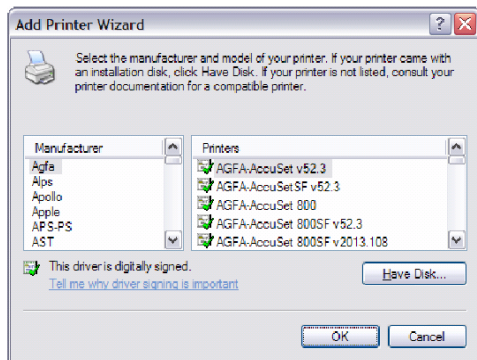 Add Printer Wizard
Select the manufacturer and model of your printer. If your printer came with
an installation disk, click Have Disk. If your printer is not listed, consult your
printer documentation for a compatible printer.
Manufacturer
Agfa
Alps
Apollo
Apple
APS-PS
AST
Printers
AGFA-AccuSet v52.3
AGFA-AccuSetSF v52.3
AGFA-AccuSet 800
AGFA-AccuSet 800SF v52.3
AGFA-AccuSet 800SF v2013.108
This driver is digitally signed.
Tell me why driver signing is important
Have Disk...
OK
Cancel